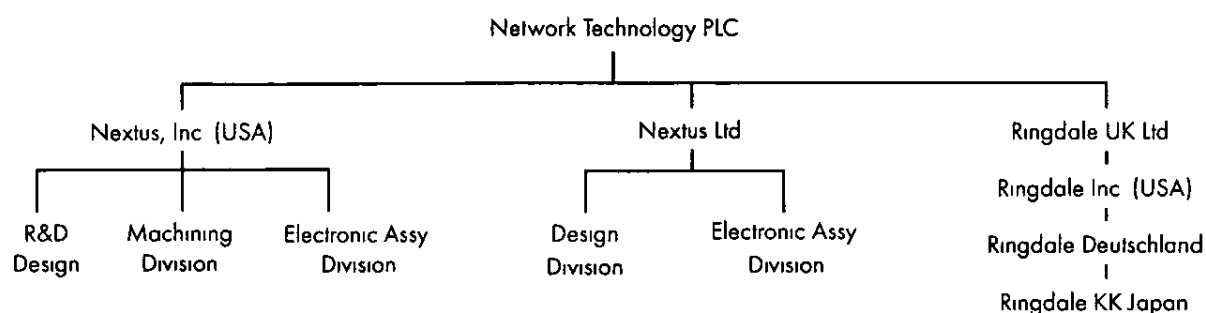 Network Technology PLC
Nextus, Inc (USA)
Nextus Ltd
Ringdale UK Ltd
Ringdale Inc (USA)
Ringdale Deutschland
Ringdale KK Japan
R&D
Design
Machining
Division
Electronic Assy
Division
Design
Division
Electronic Assy
Division